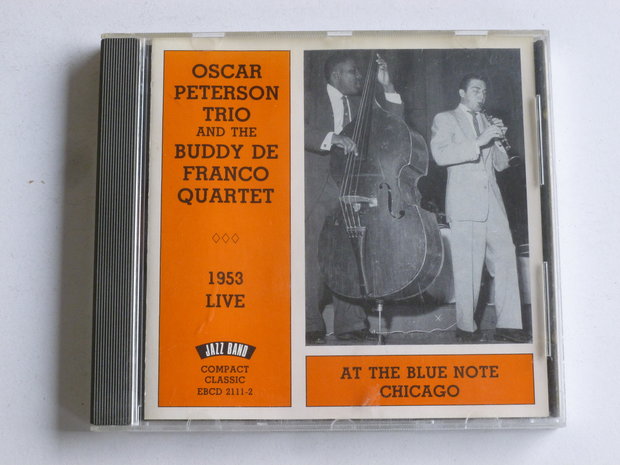 OSCAR
PETERSON
TRIO
AND THE
BUDDY DE
FRANCO
QUARTET
1953
LIVE
JAZZ BAND
COMPACT
CLASSIC
EBCD 2111-2
AT THE BLUE NOTE
CHICAGO